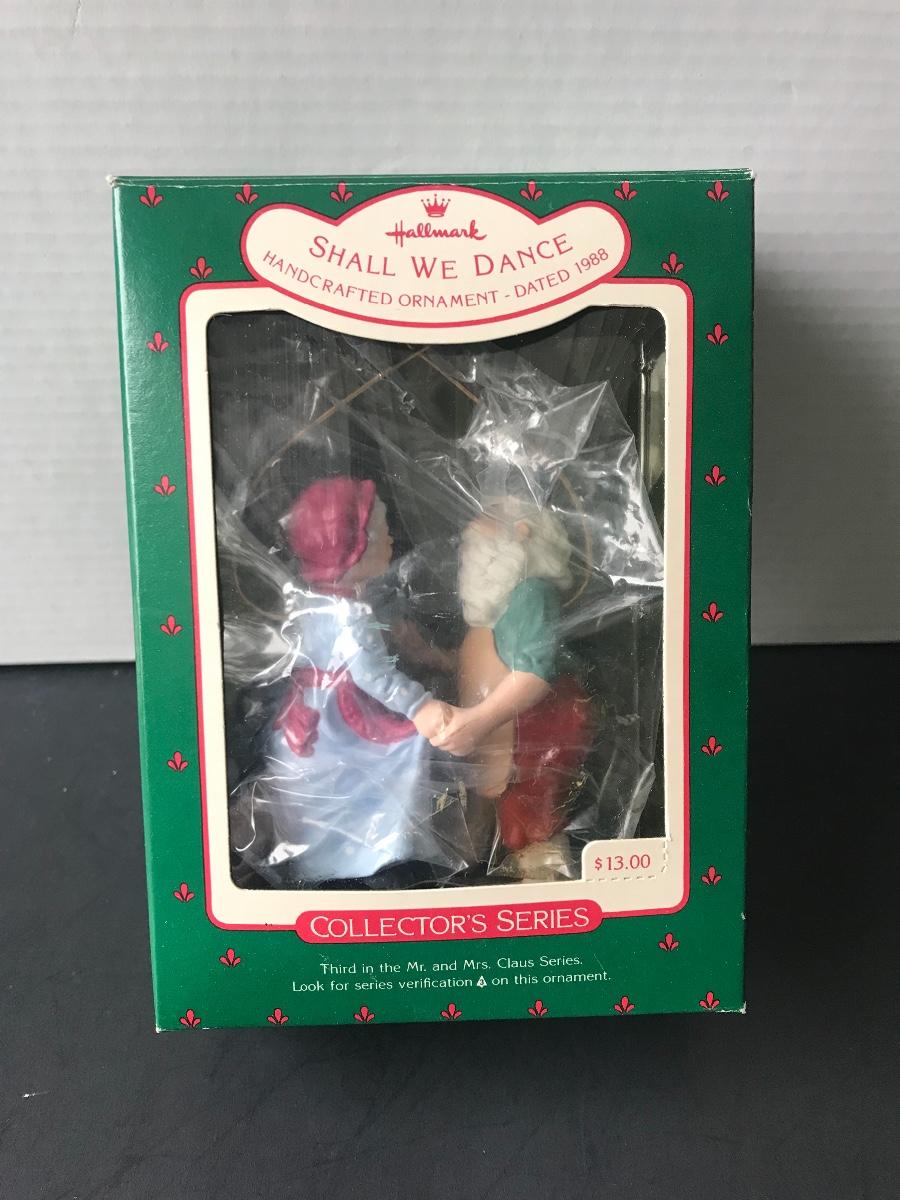 Hallmark
SHALL WE DANCE
HANDCRAFTED ORNAMENT - DATED 1988
$13.00
COLLECTOR'S SERIES
Third in the Mr. and Mrs. Claus Series.
Look for series verification 3 on this ornament.